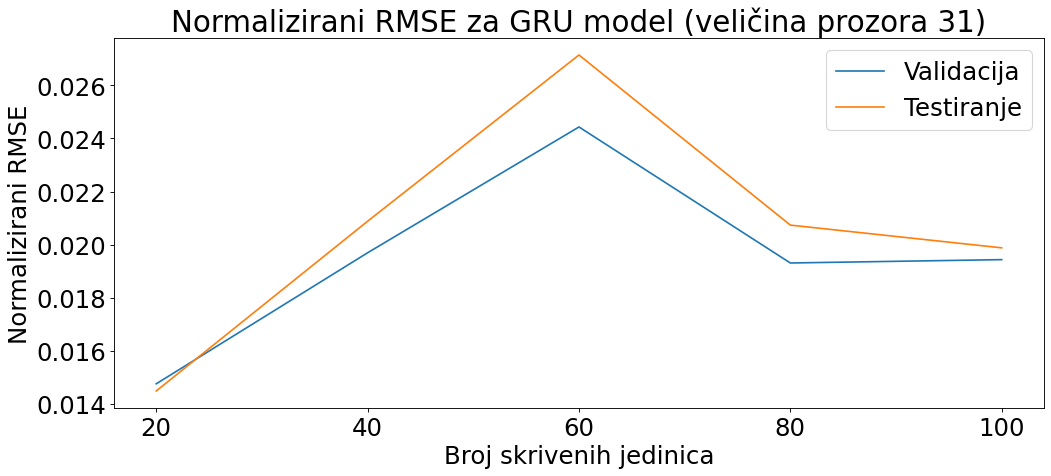 Normalizirani RMSE za GRU model (veličina prozora 31)
Validacija
Testiranje
Normalizirani RMSE
0.026
0.024
0.022
0.020
0.018
0.016
0.014
20 40 60 80 100
Broj skrivenih jedinica